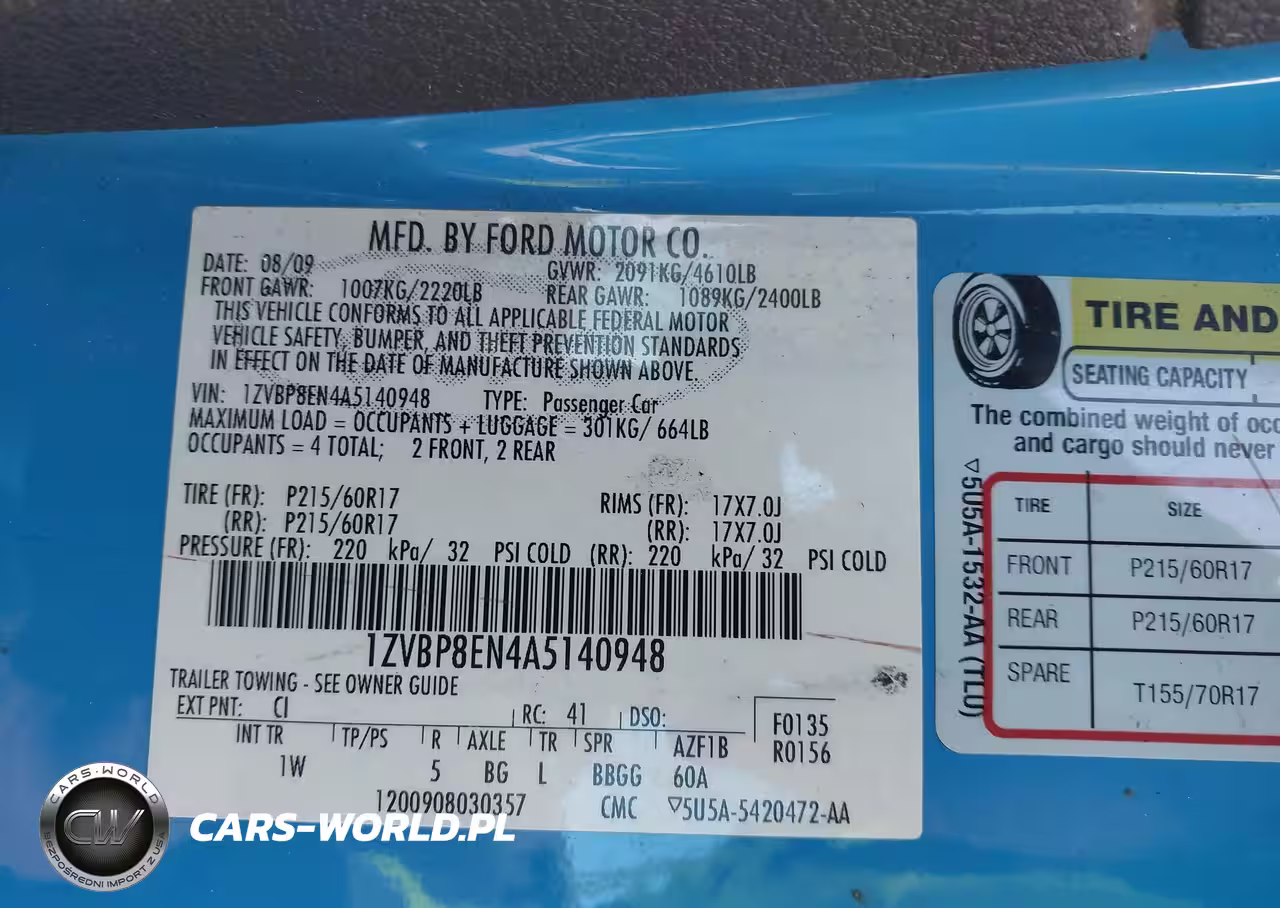 MFD. BY FORD MOTOR CO.
DATE: 08/09 GVWR: 2091KG/4610LB
FRONT GAWR: 1007KG/2220LB REAR GAWR: 1089KG/2400LB
THIS VEHICLE CONFORMS TO ALL APPLICABLE FEDERAL MOTOR
VEHICLE SAFETY, BUMPER, AND THEFT PREVENTION STANDARDS
IN EFFECT ON THE DATE OF MANUFACTURE SHOWN ABOVE.
VIN: 1ZVBP8EN4A5140948 TYPE: Passenger Car
MAXIMUM LOAD = OCCUPANTS + LUGGAGE = 301KG/ 664LB
OCCUPANTS = 4 TOTAL; 2 FRONT, 2 REAR
TIRE (FR): P215/60R17 RIMS (FR): 17X7.0J
(RR): P215/60R17 (RR): 17X7.0J
PRESSURE (FR): 220 kPa/ 32 PSI COLD (RR): 220 kPa/ 32 PSI COLD
1ZVBP8EN4A5140948
TRAILER TOWING - SEE OWNER GUIDE
EXT PNT: CI RC: 41 DSO: F0135
INT TR TP/PS R AXLE TR SPR AZF1B R0156
1W 5 BG L BBGG 60A
1200908030357 CMC ▽5U5A-5420472-AA
TIRE AND
SEATING CAPACITY
The combined weight of occ
and cargo should never
▽5U5A-1532-AA (TLU)
TIRE SIZE
FRONT P215/60R17
REAR P215/60R17
SPARE T155/70R17
CARS-WORLD
CW
BEZPOŚREDNI IMPORT Z USA
CARS-WORLD.PL